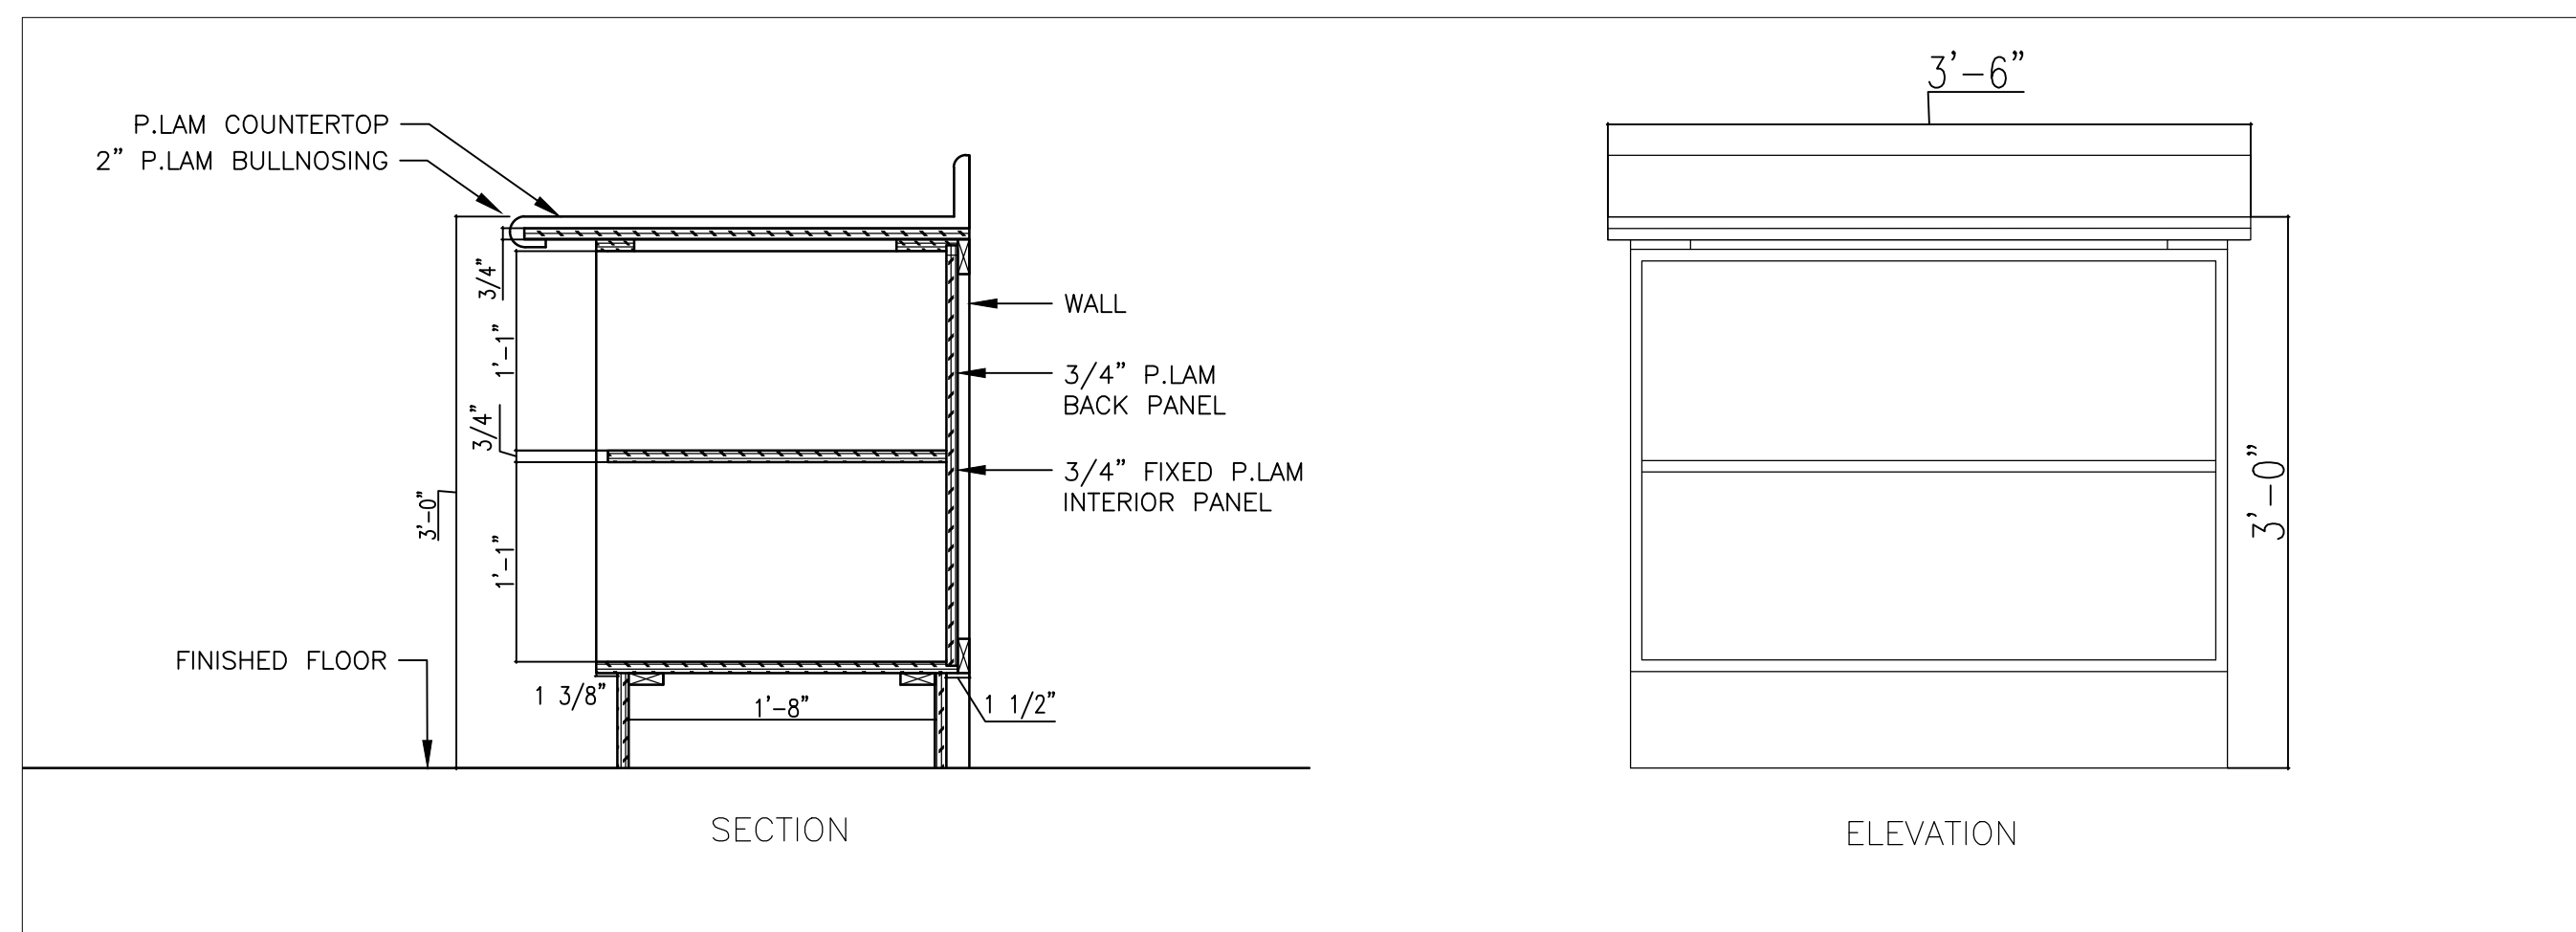 3'-6"
P.LAM COUNTERTOP
2" P.LAM BULLNOSING
3/4"
WALL
1'-1"
3/4" P.LAM
BACK PANEL
3/4"
3/4" FIXED P.LAM
INTERIOR PANEL
3'-0"
3'-0"
1'-1"
FINISHED FLOOR
1 3/8"
1'-8"
1 1/2"
SECTION
ELEVATION